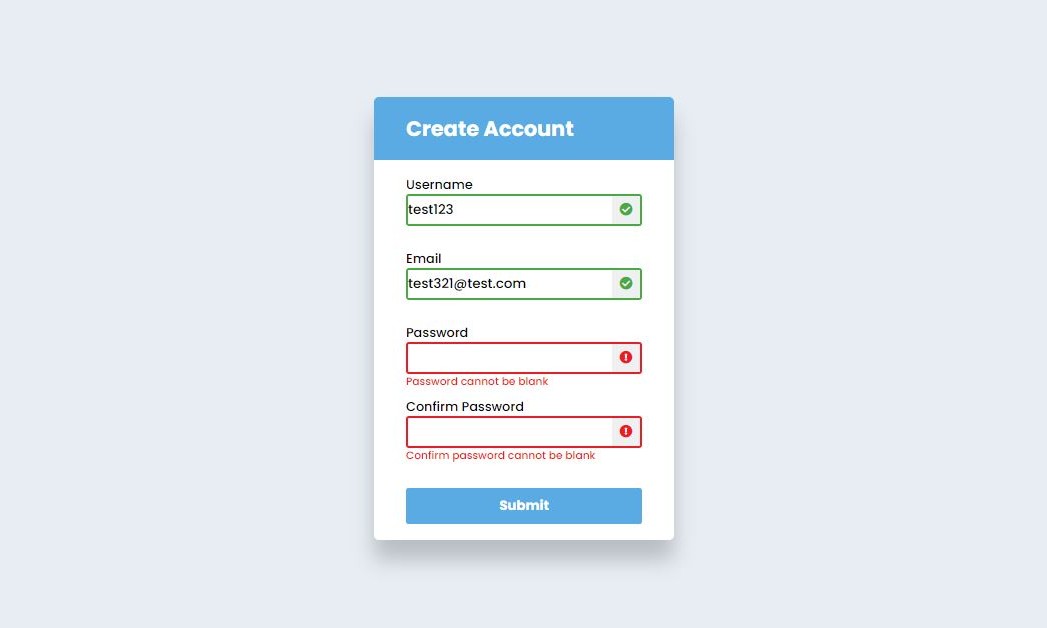 Create Account
Username
test123
Email
test321@test.com
Password
Password cannot be blank
Confirm Password
Confirm password cannot be blank
Submit